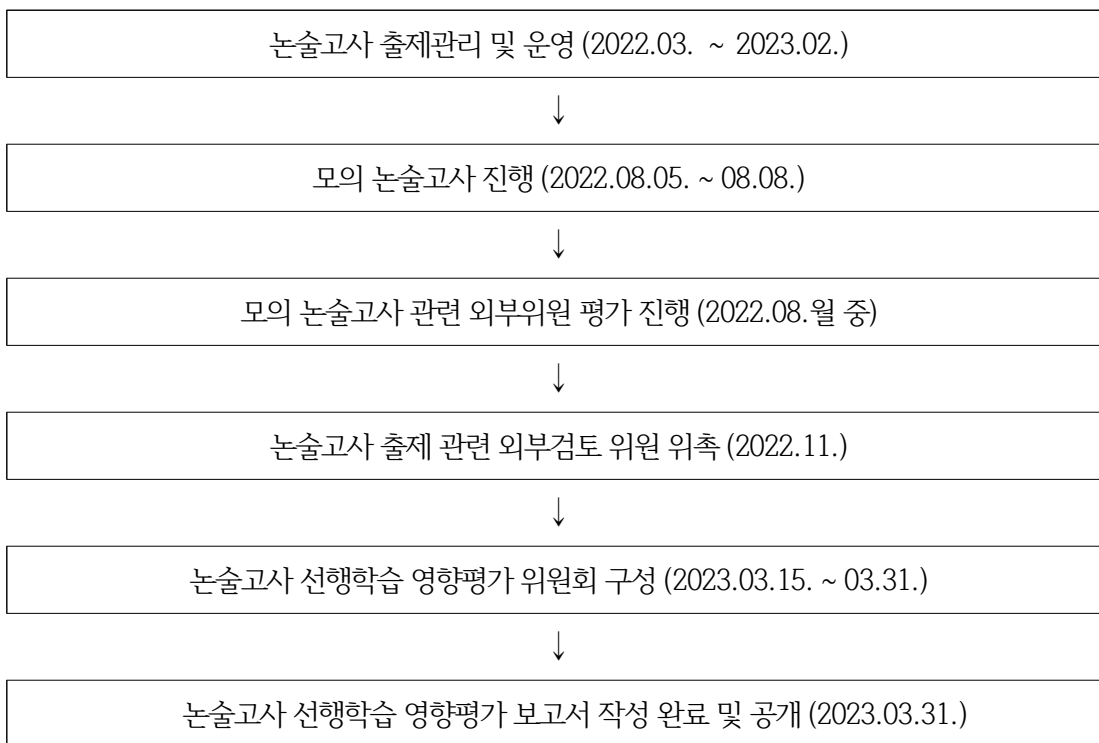 논술고사 출제관리 및 운영 (2022.03. ~ 2023.02.)
↓
모의 논술고사 진행 (2022.08.05. ~ 08.08.)
↓
모의 논술고사 관련 외부위원 평가 진행 (2022.08.월 중)
↓
논술고사 출제 관련 외부검토 위원 위촉 (2022.11.)
↓
논술고사 선행학습 영향평가 위원회 구성 (2023.03.15. ~ 03.31.)
↓
논술고사 선행학습 영향평가 보고서 작성 완료 및 공개 (2023.03.31.)